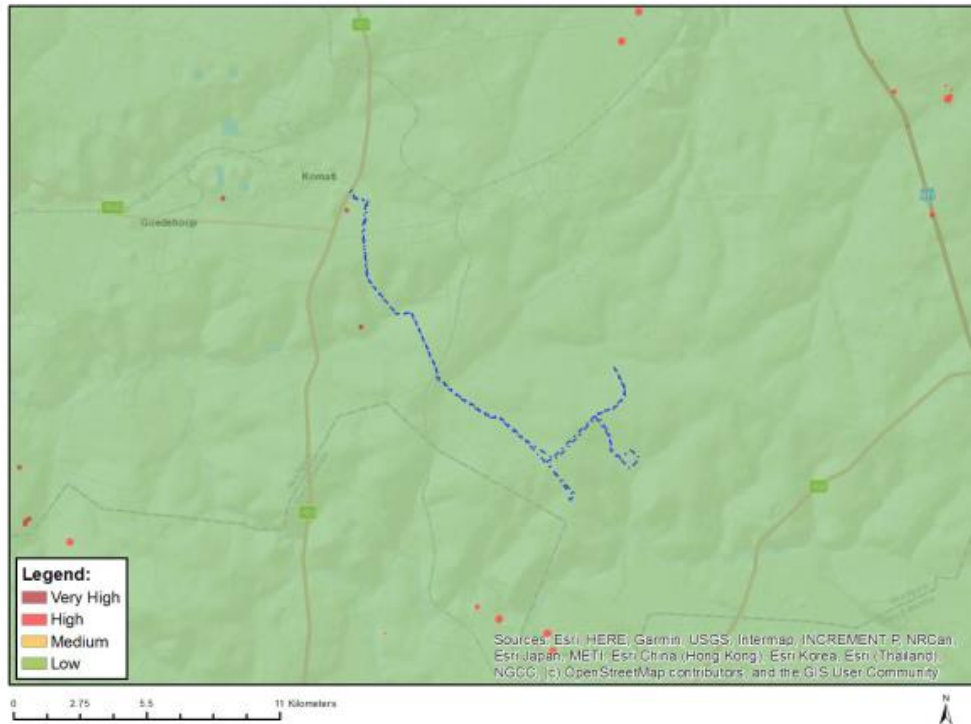 Komati
Goedehoop
Legend:
Very High
High
Medium
Low
Sources: Esri, HERE, Garmin, USGS, Intermap, INCREMENT P, NRCan,
Esri Japan, METI, Esri China (Hong Kong), Esri Korea, Esri (Thailand),
NGCC, (c) OpenStreetMap contributors, and the GIS User Community
0 2.75 5.5 11 Kilometers
N